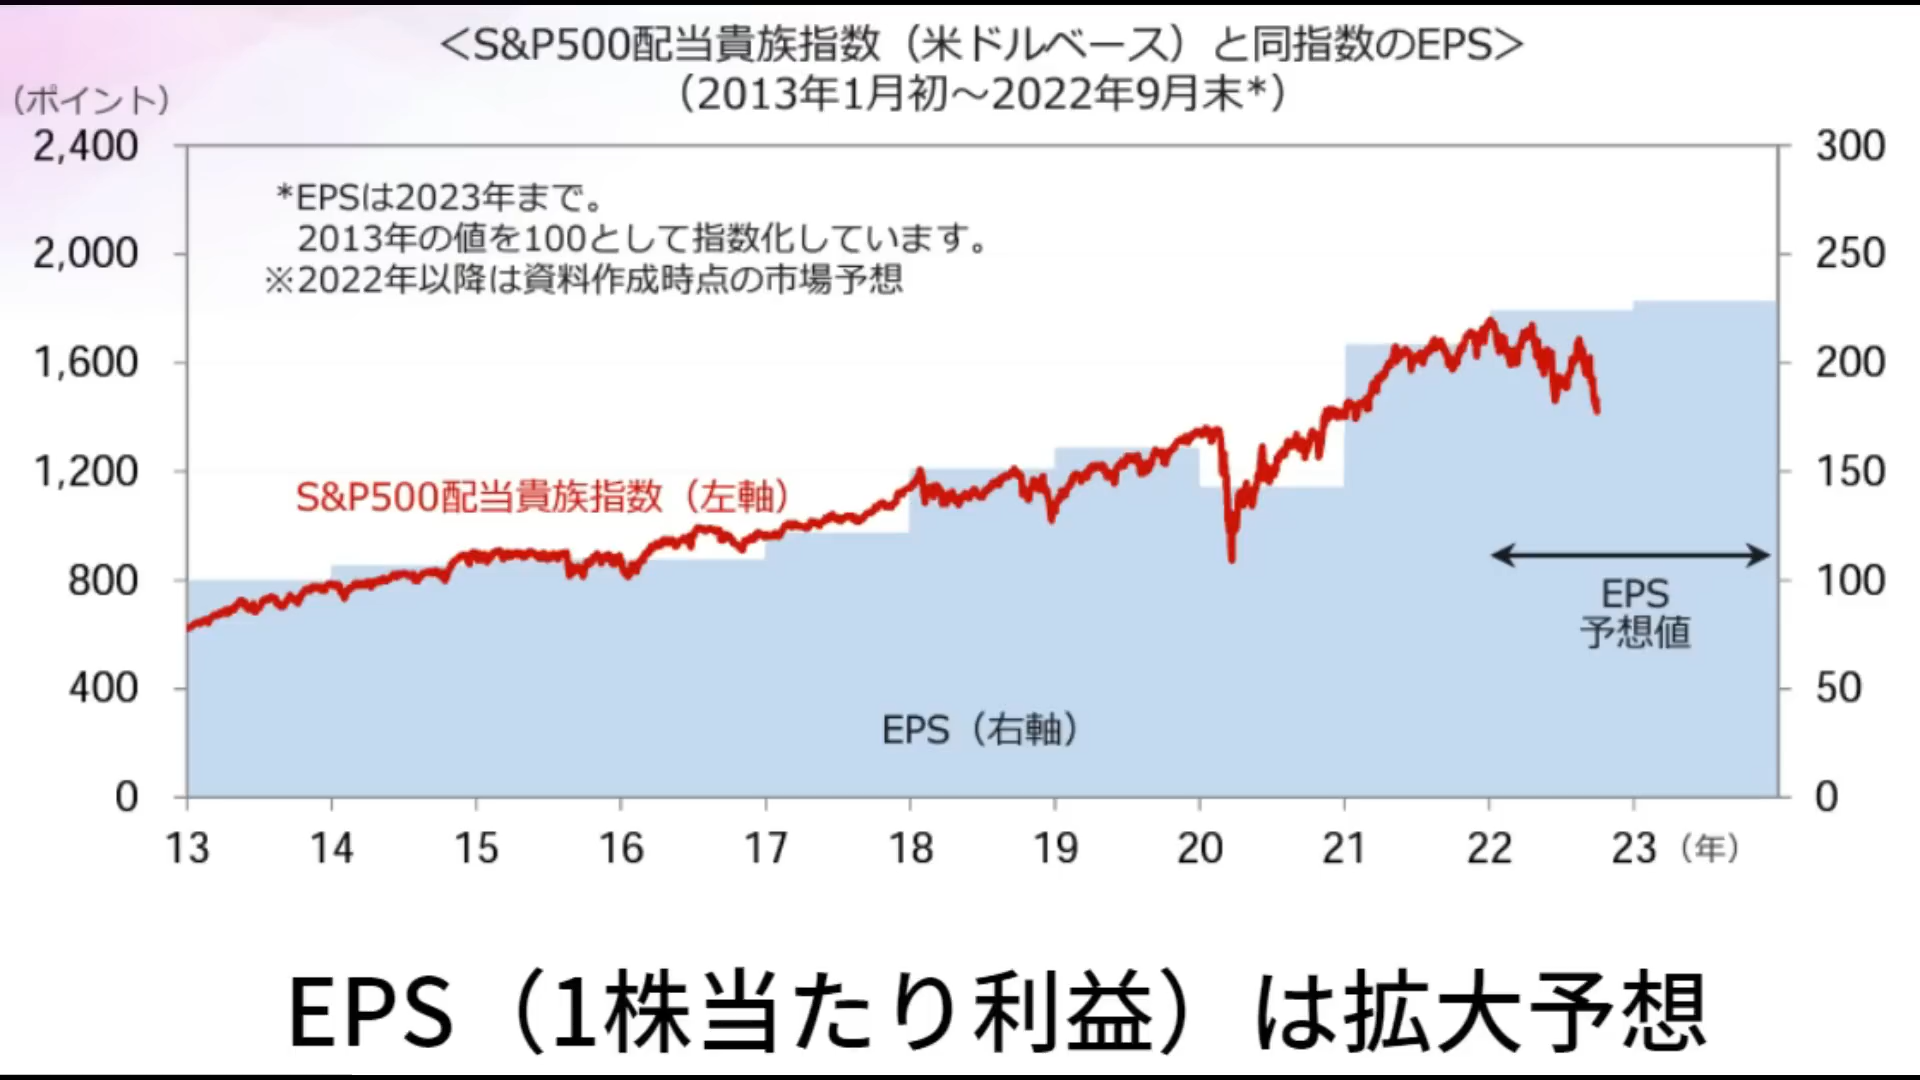 ＜S&P500配当貴族指数（米ドルベース）と同指数のEPS＞
（2013年1月初～2022年9月末*）
（ポイント）
2,400
2,000
1,600
1,200
800
400
0
300
250
200
150
100
50
0
*EPSは2023年まで。
2013年の値を100として指数化しています。
※2022年以降は資料作成時点の市場予想
S&P500配当貴族指数（左軸）
EPS
予想値
EPS（右軸）
13 14 15 16 17 18 19 20 21 22 23（年）
EPS（1株当たり利益）は拡大予想